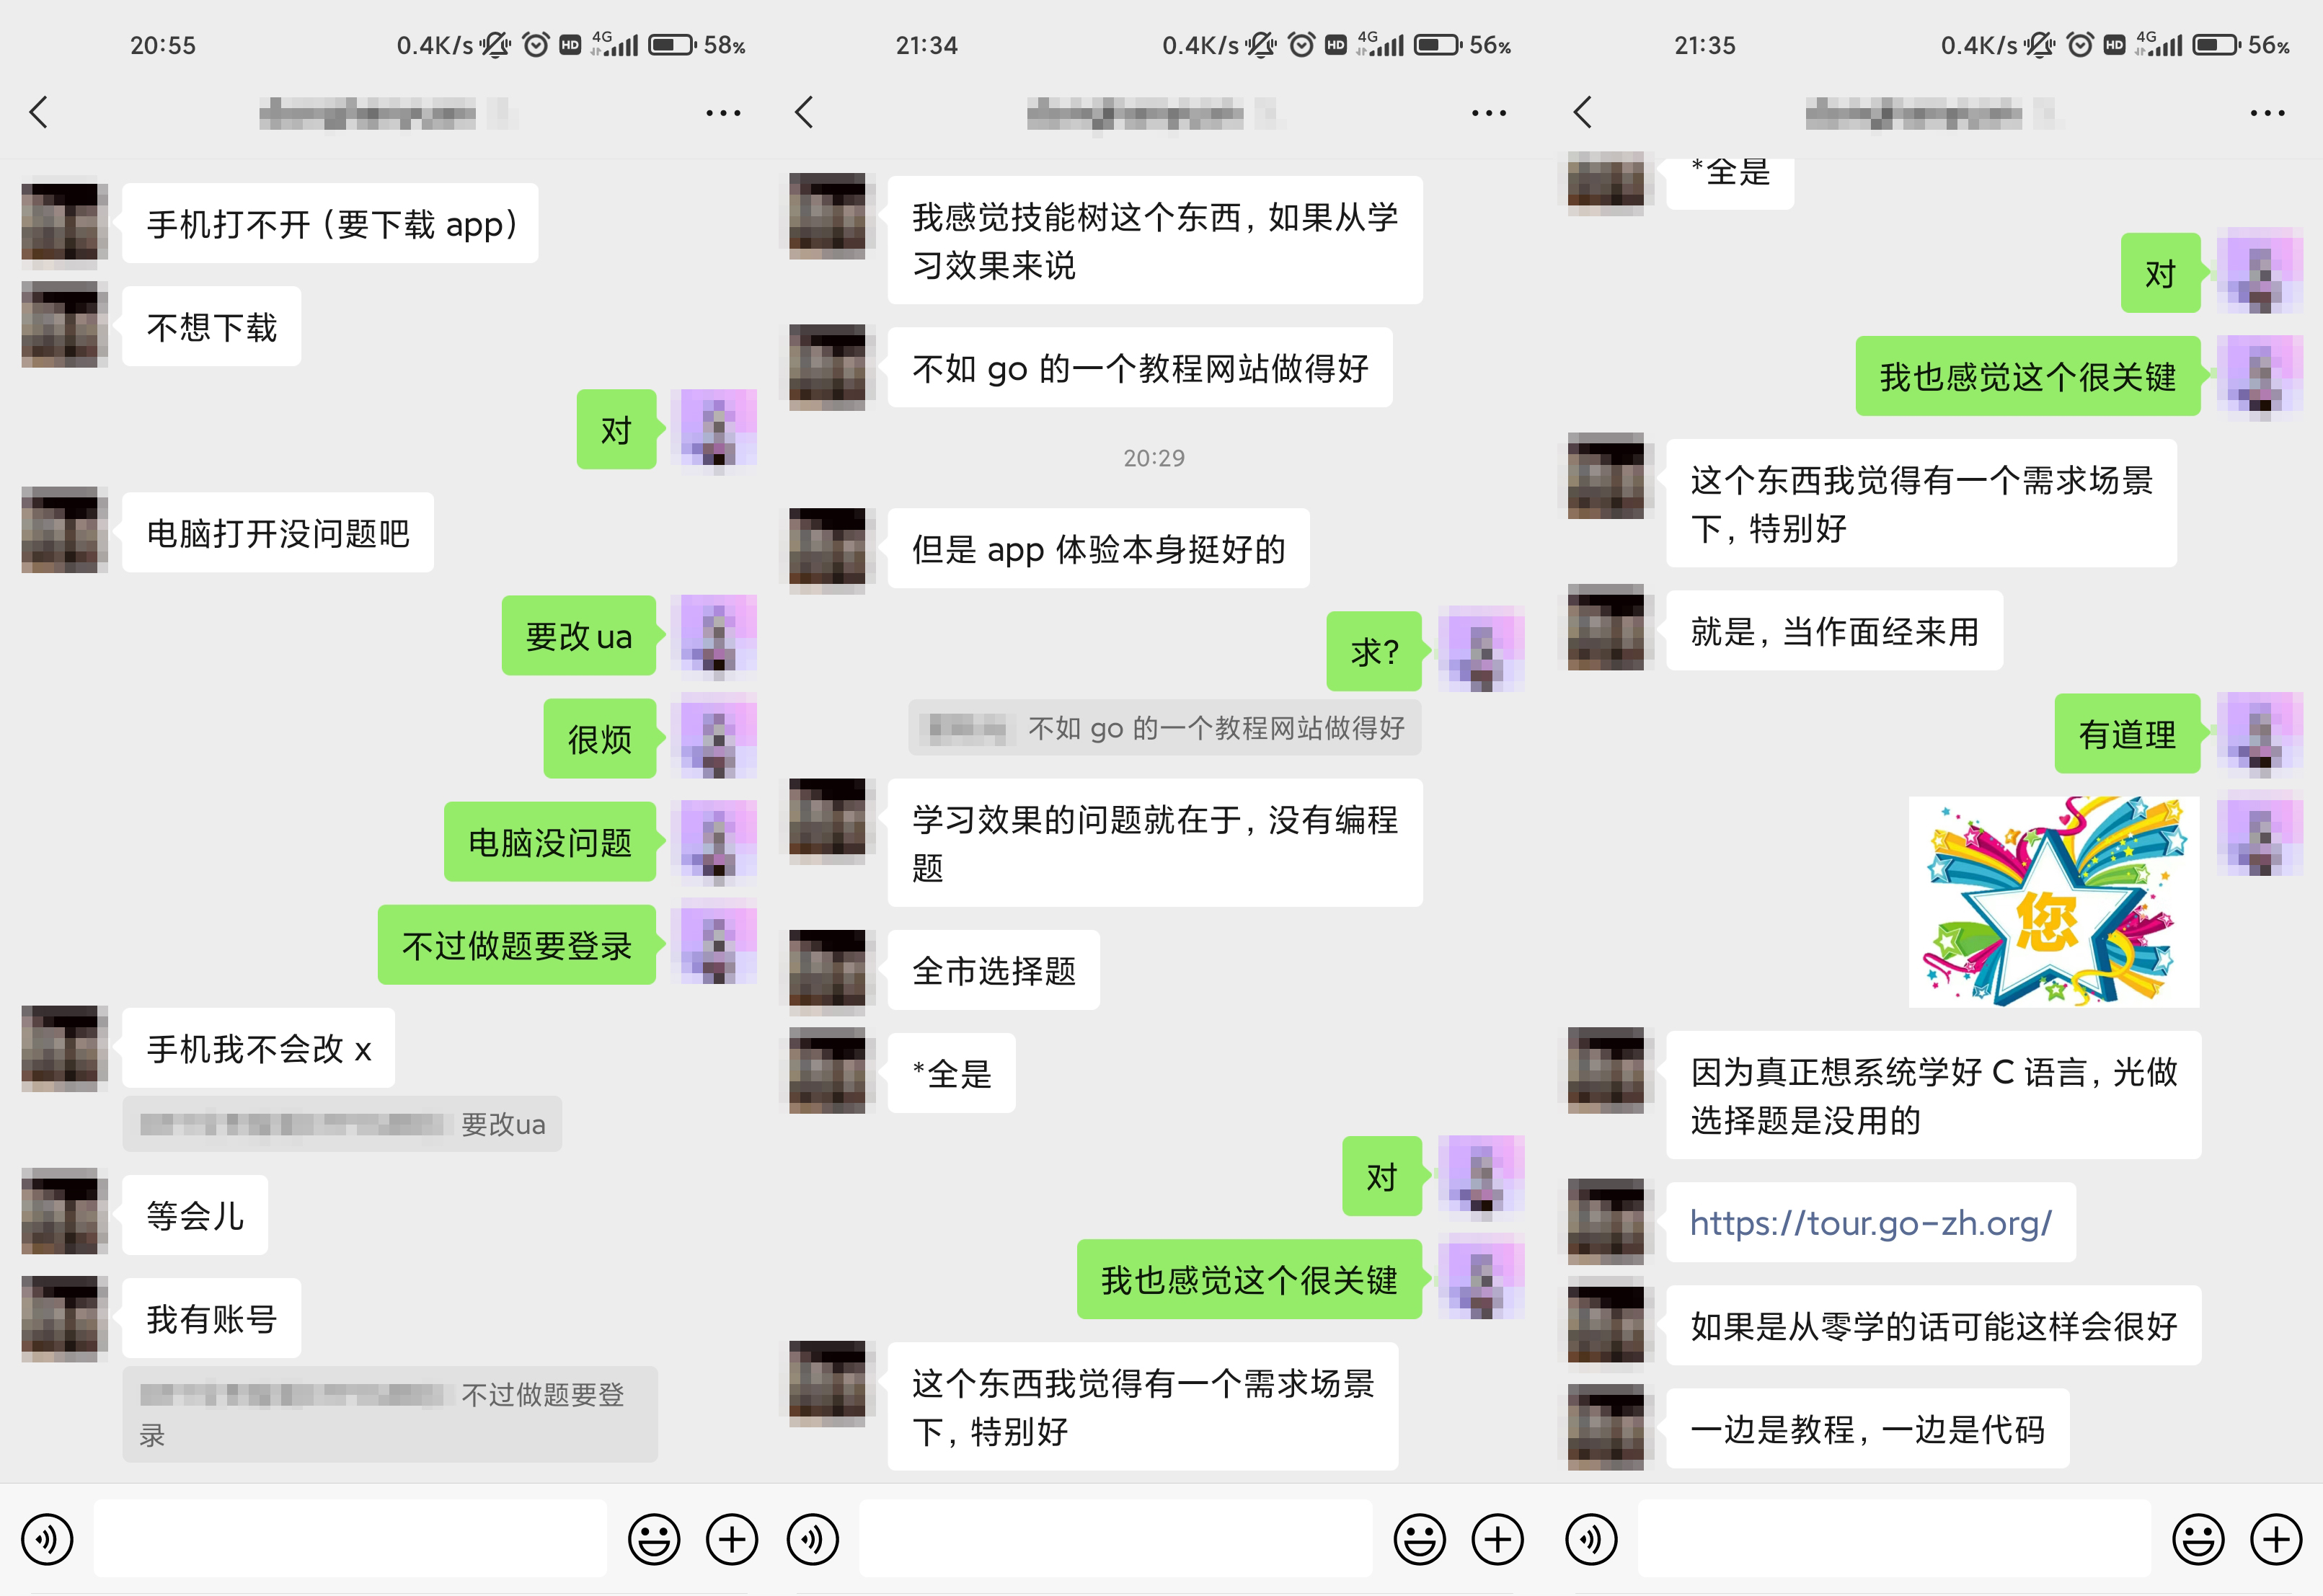 20:55
0.4K/s HD 4G 58%
手机打不开（要下载 app）
不想下载
对
电脑打开没问题吧
要改ua
很烦
电脑没问题
不过做题要登录
手机我不会改 x
要改ua
等会儿
我有账号
不过做题要登
录
21:34
0.4K/s HD 4G 56%
我感觉技能树这个东西，如果从学
习效果来说
不如 go 的一个教程网站做得好
20:29
但是 app 体验本身挺好的
求？
不如 go 的一个教程网站做得好
学习效果的问题就在于，没有编程
题
全市选择题
*全是
对
我也感觉这个很关键
这个东西我觉得有一个需求场景
下，特别好
21:35
0.4K/s HD 4G 56%
*全是
对
我也感觉这个很关键
这个东西我觉得有一个需求场景
下，特别好
就是，当作面经来用
有道理
您
因为真正想系统学好 C 语言，光做
选择题是没用的
https://tour.go-zh.org/
如果是从零学的话可能这样会很好
一边是教程，一边是代码